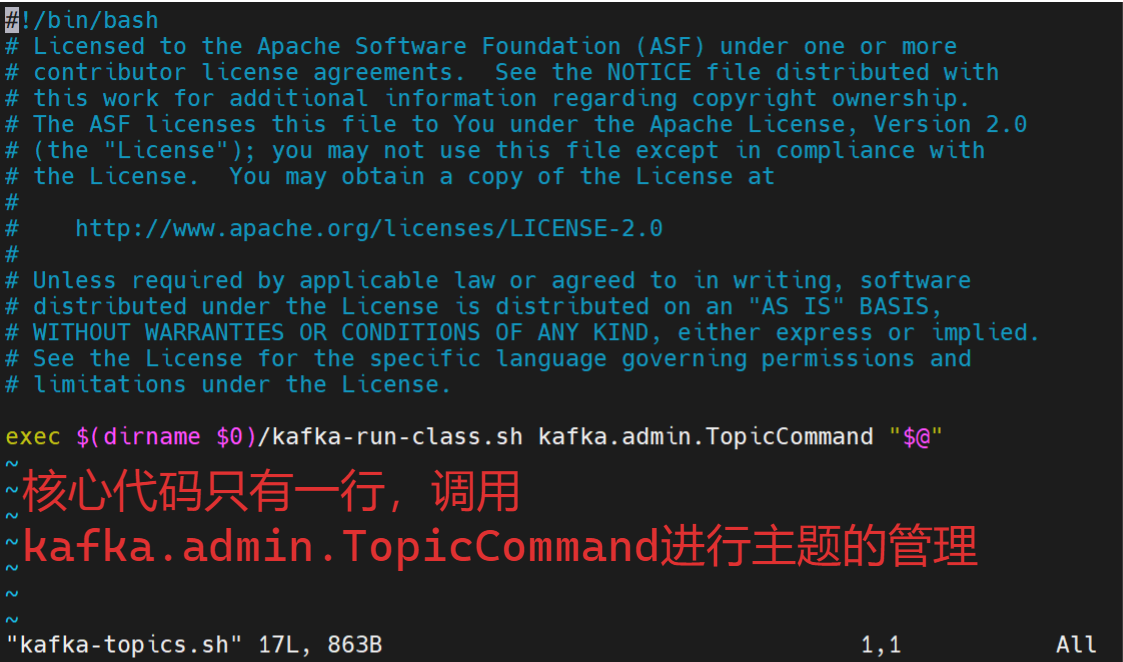 #!/bin/bash
# Licensed to the Apache Software Foundation (ASF) under one or more
# contributor license agreements.  See the NOTICE file distributed with
# this work for additional information regarding copyright ownership.
# The ASF licenses this file to You under the Apache License, Version 2.0
# (the "License"); you may not use this file except in compliance with
# the License.  You may obtain a copy of the License at
#
#    http://www.apache.org/licenses/LICENSE-2.0
#
# Unless required by applicable law or agreed to in writing, software
# distributed under the License is distributed on an "AS IS" BASIS,
# WITHOUT WARRANTIES OR CONDITIONS OF ANY KIND, either express or implied.
# See the License for the specific language governing permissions and
# limitations under the License.

exec $(dirname $0)/kafka-run-class.sh kafka.admin.TopicCommand "$@"
~
~
核心代码只有一行，调用
~
~
kafka.admin.TopicCommand进行主题的管理
~
~
~
"kafka-topics.sh" 17L, 863B 1,1 All